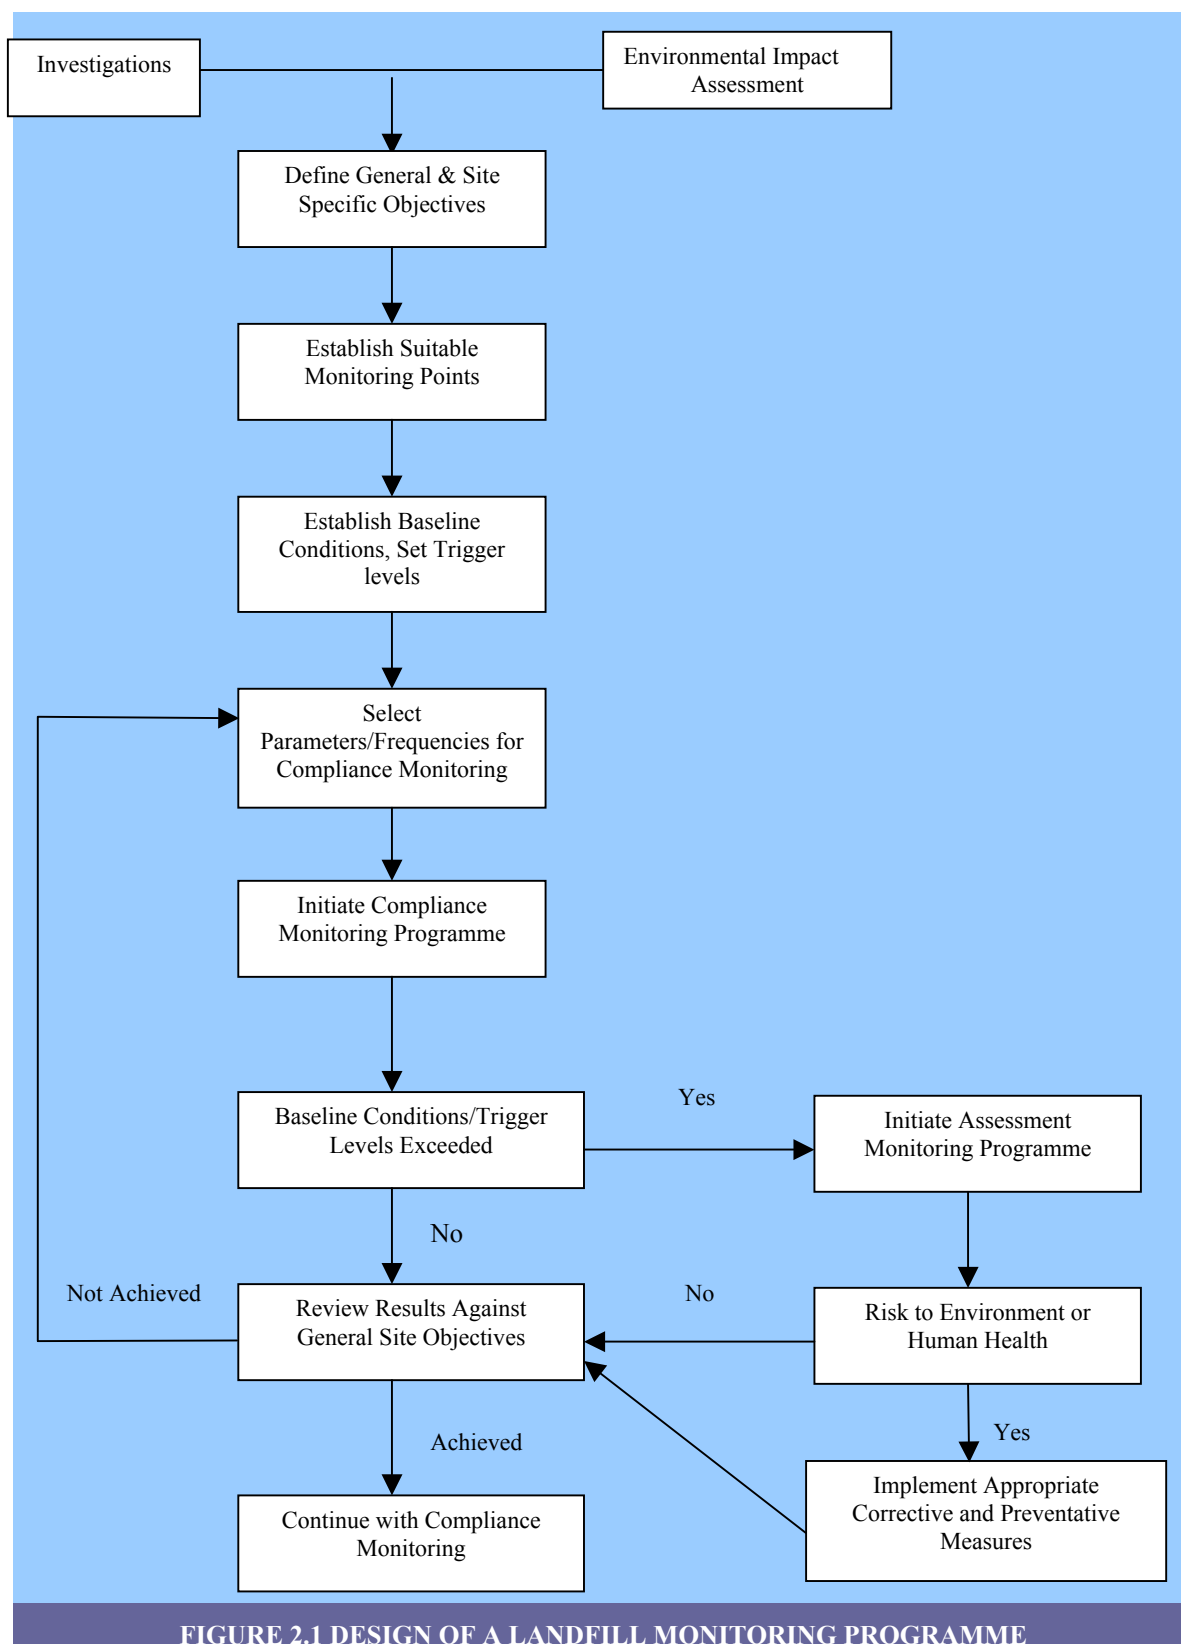 Investigations
Environmental Impact
Assessment
Define General & Site
Specific Objectives
Establish Suitable
Monitoring Points
Establish Baseline
Conditions, Set Trigger
levels
Select
Parameters/Frequencies for
Compliance Monitoring
Initiate Compliance
Monitoring Programme
Baseline Conditions/Trigger
Levels Exceeded
Yes
Initiate Assessment
Monitoring Programme
No
Not Achieved
Review Results Against
General Site Objectives
No
Risk to Environment or
Human Health
Achieved
Yes
Continue with Compliance
Monitoring
Implement Appropriate
Corrective and Preventative
Measures
FIGURE 2.1 DESIGN OF A LANDFILL MONITORING PROGRAMME